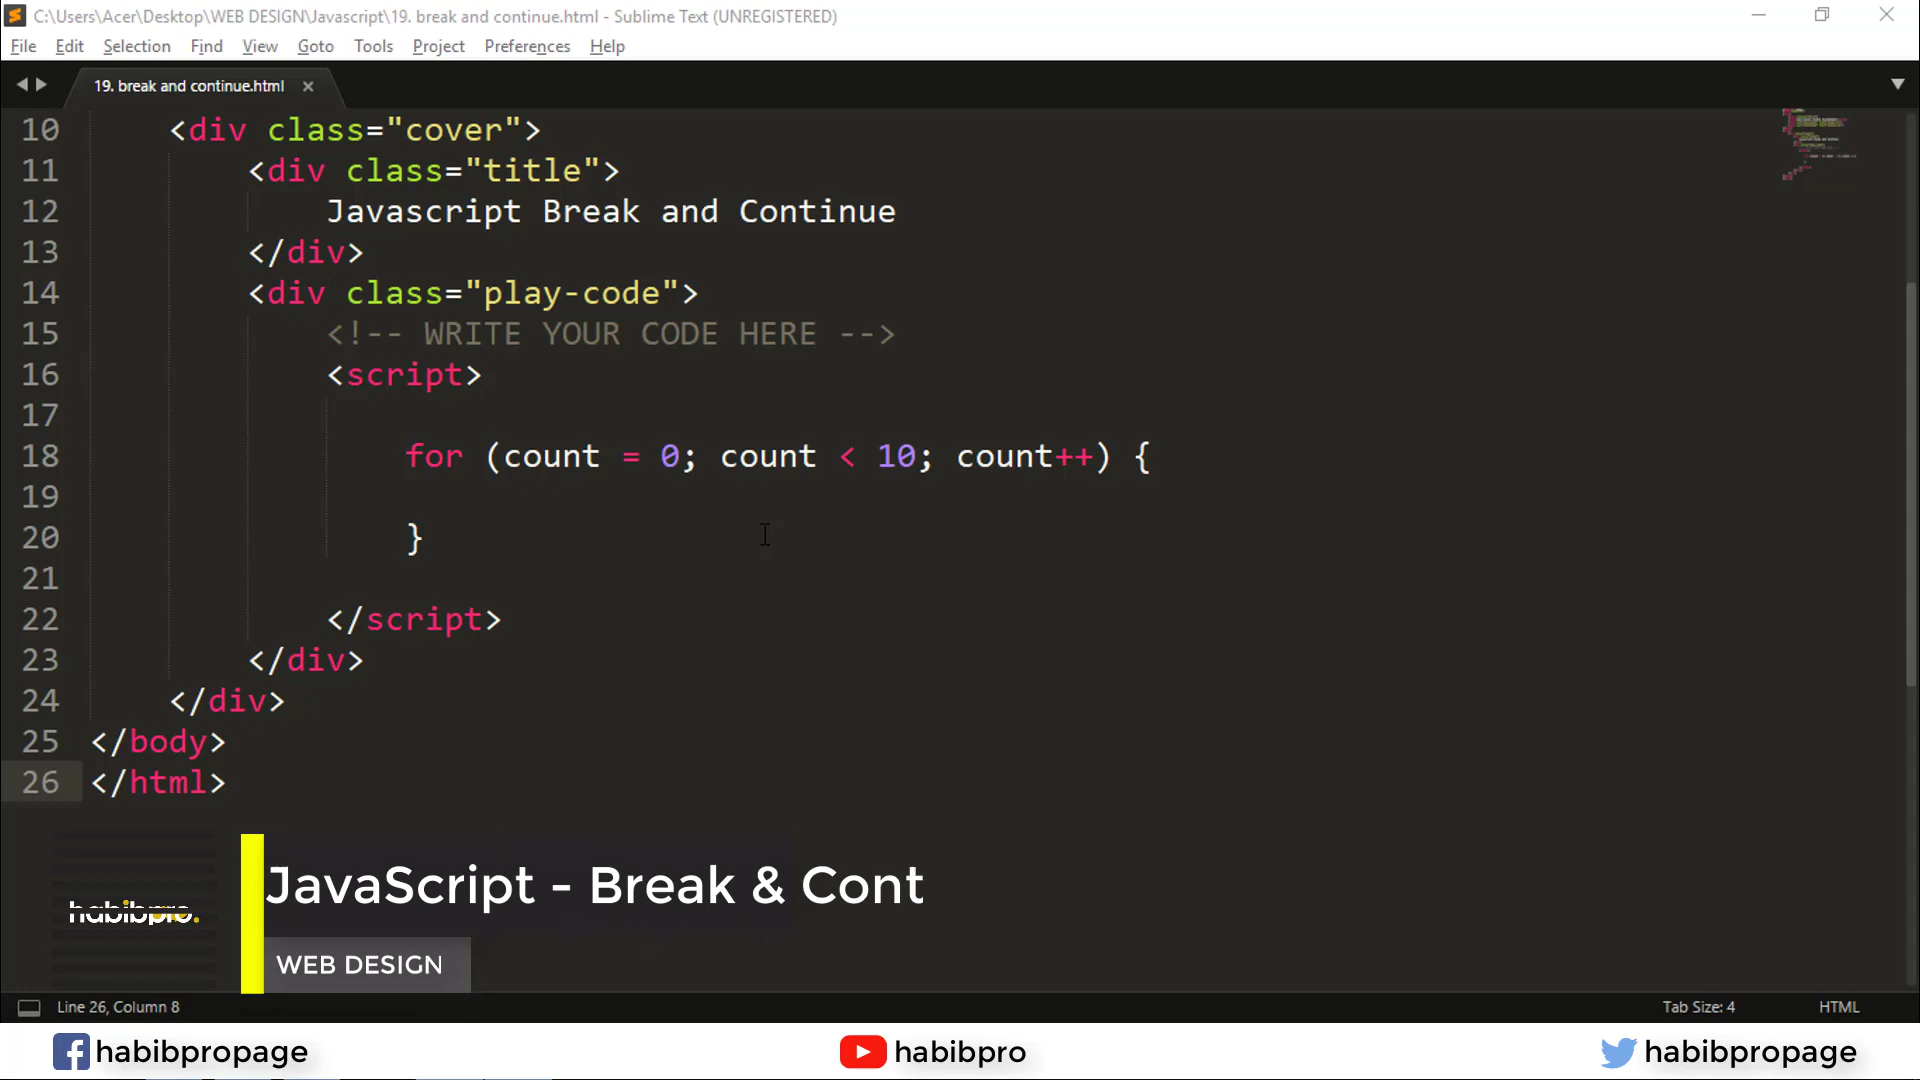 C:\Users\Acer\Desktop\WEB DESIGN\Javascript\19. break and continue.html - Sublime Text (UNREGISTERED)
File Edit Selection Find View Goto Tools Project Preferences Help
19. break and continue.html
10 <div class="cover">
11 <div class="title">
12 Javascript Break and Continue
13 </div>
14 <div class="play-code">
15 <!-- WRITE YOUR CODE HERE -->
16 <script>
17
18 for (count = 0; count < 10; count++) {
19
20 }
21
22 </script>
23 </div>
24 </div>
25 </body>
26 </html>
JavaScript - Break & Cont
habibpro.
WEB DESIGN
Line 26, Column 8 Tab Size: 4 HTML
habibpropage habibpro habibpropage